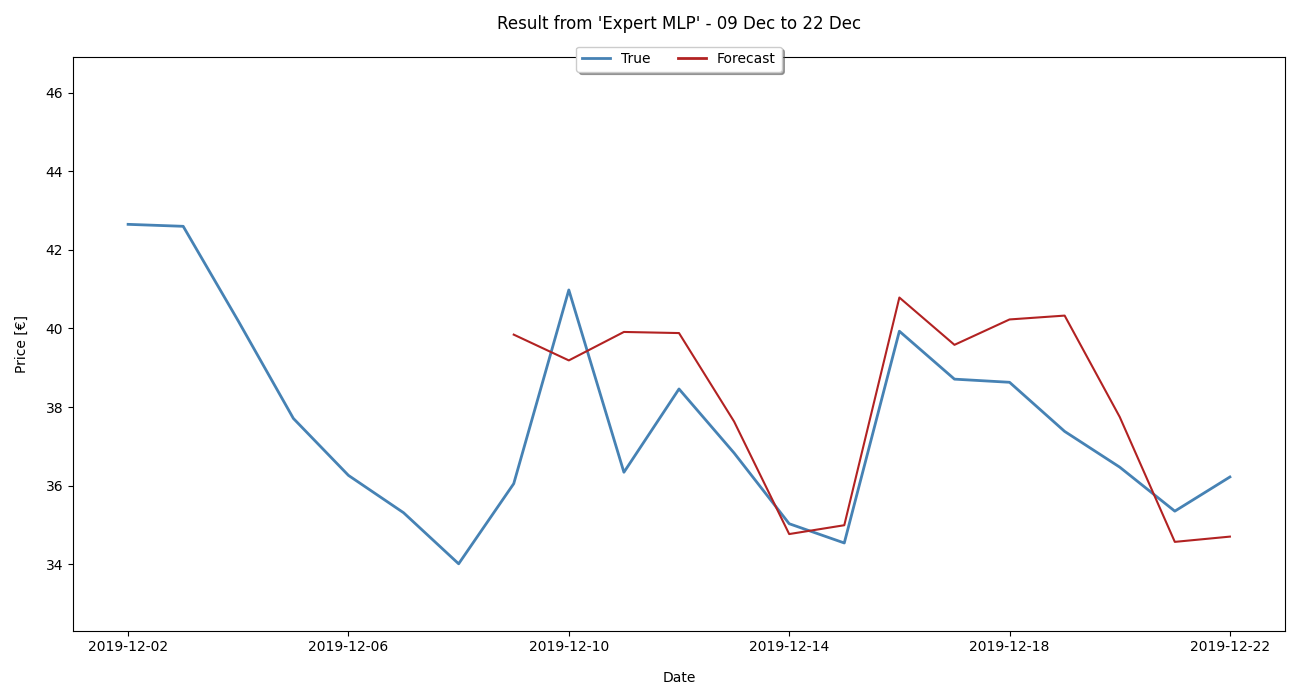 Result from 'Expert MLP' - 09 Dec to 22 Dec
True Forecast
46
44
42
40
38
36
34
Price [€]
2019-12-02 2019-12-06 2019-12-10 2019-12-14 2019-12-18 2019-12-22
Date